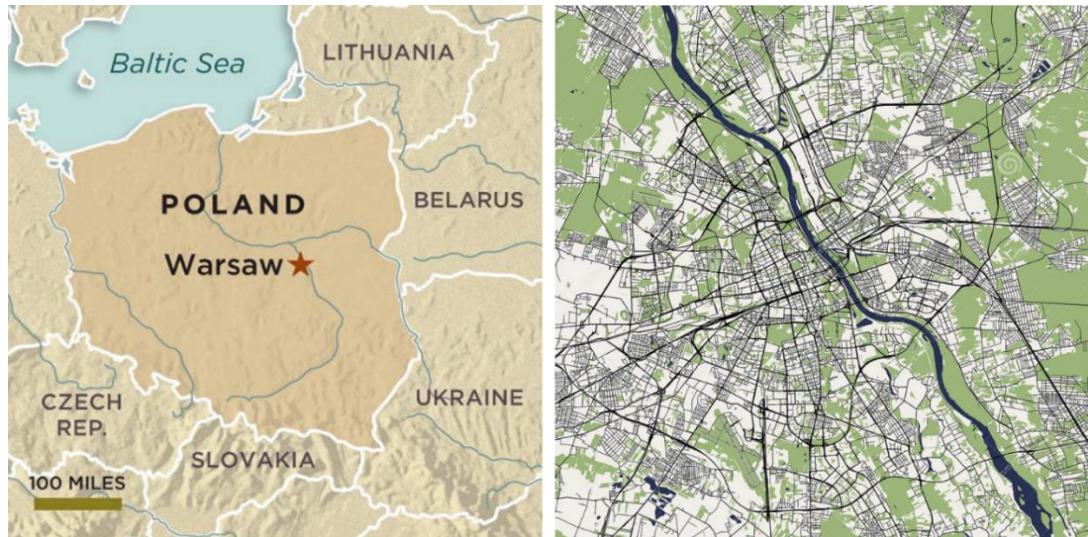 Baltic Sea
LITHUANIA
POLAND
BELARUS
Warsaw
CZECH
REP.
UKRAINE
SLOVAKIA
100 MILES